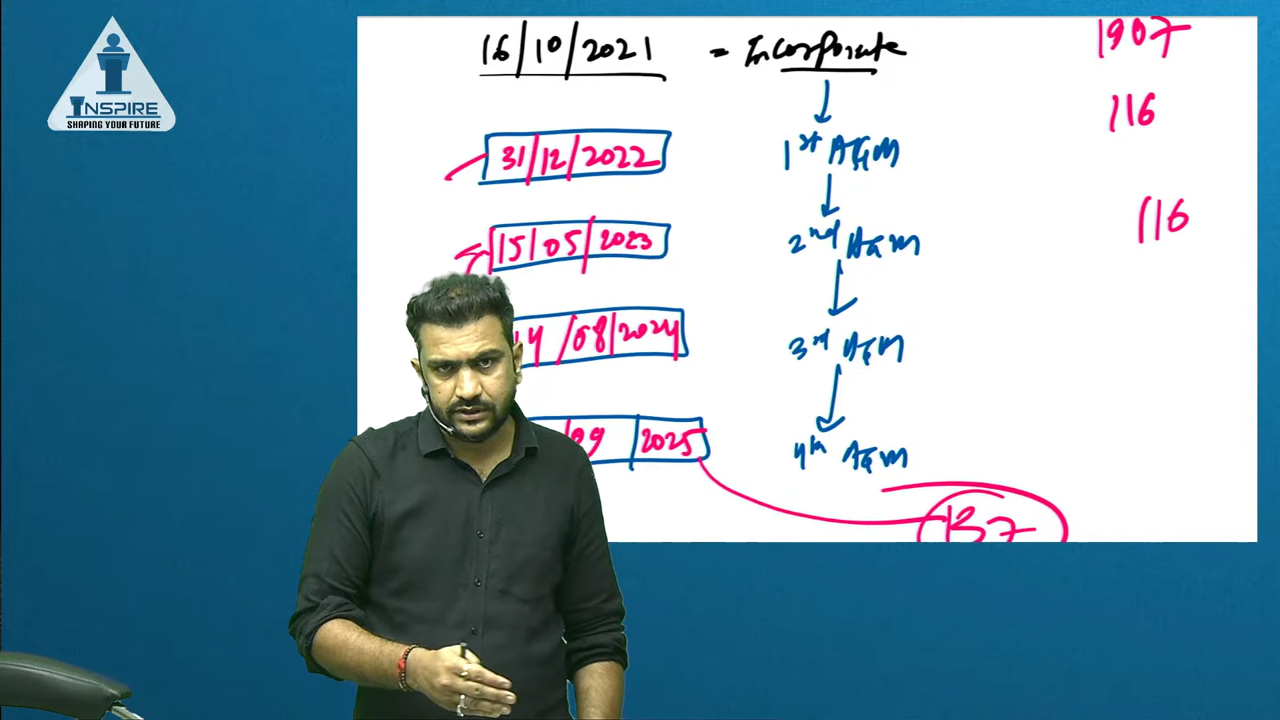 INSPIRE
SHAPING YOUR FUTURE
16/10/2021 = Incorporate
1907
116
31/12/2022 1st AGM
15/05/2023 2nd AGM
116
/08/2024 3rd AGM
/09 2025 4th AGM
137